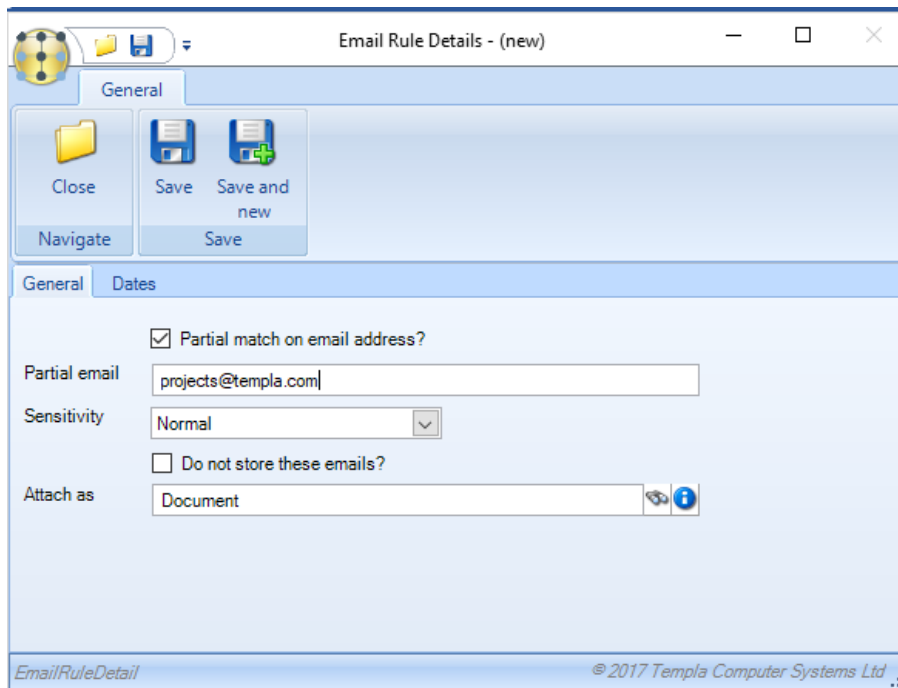 Email Rule Details - (new)
General
Close
Save
Save and
new
Navigate
Save
General Dates
Partial match on email address?
Partial email projects@templa.com
Sensitivity Normal
Do not store these emails?
Attach as Document
EmailRuleDetail © 2017 Templa Computer Systems Ltd